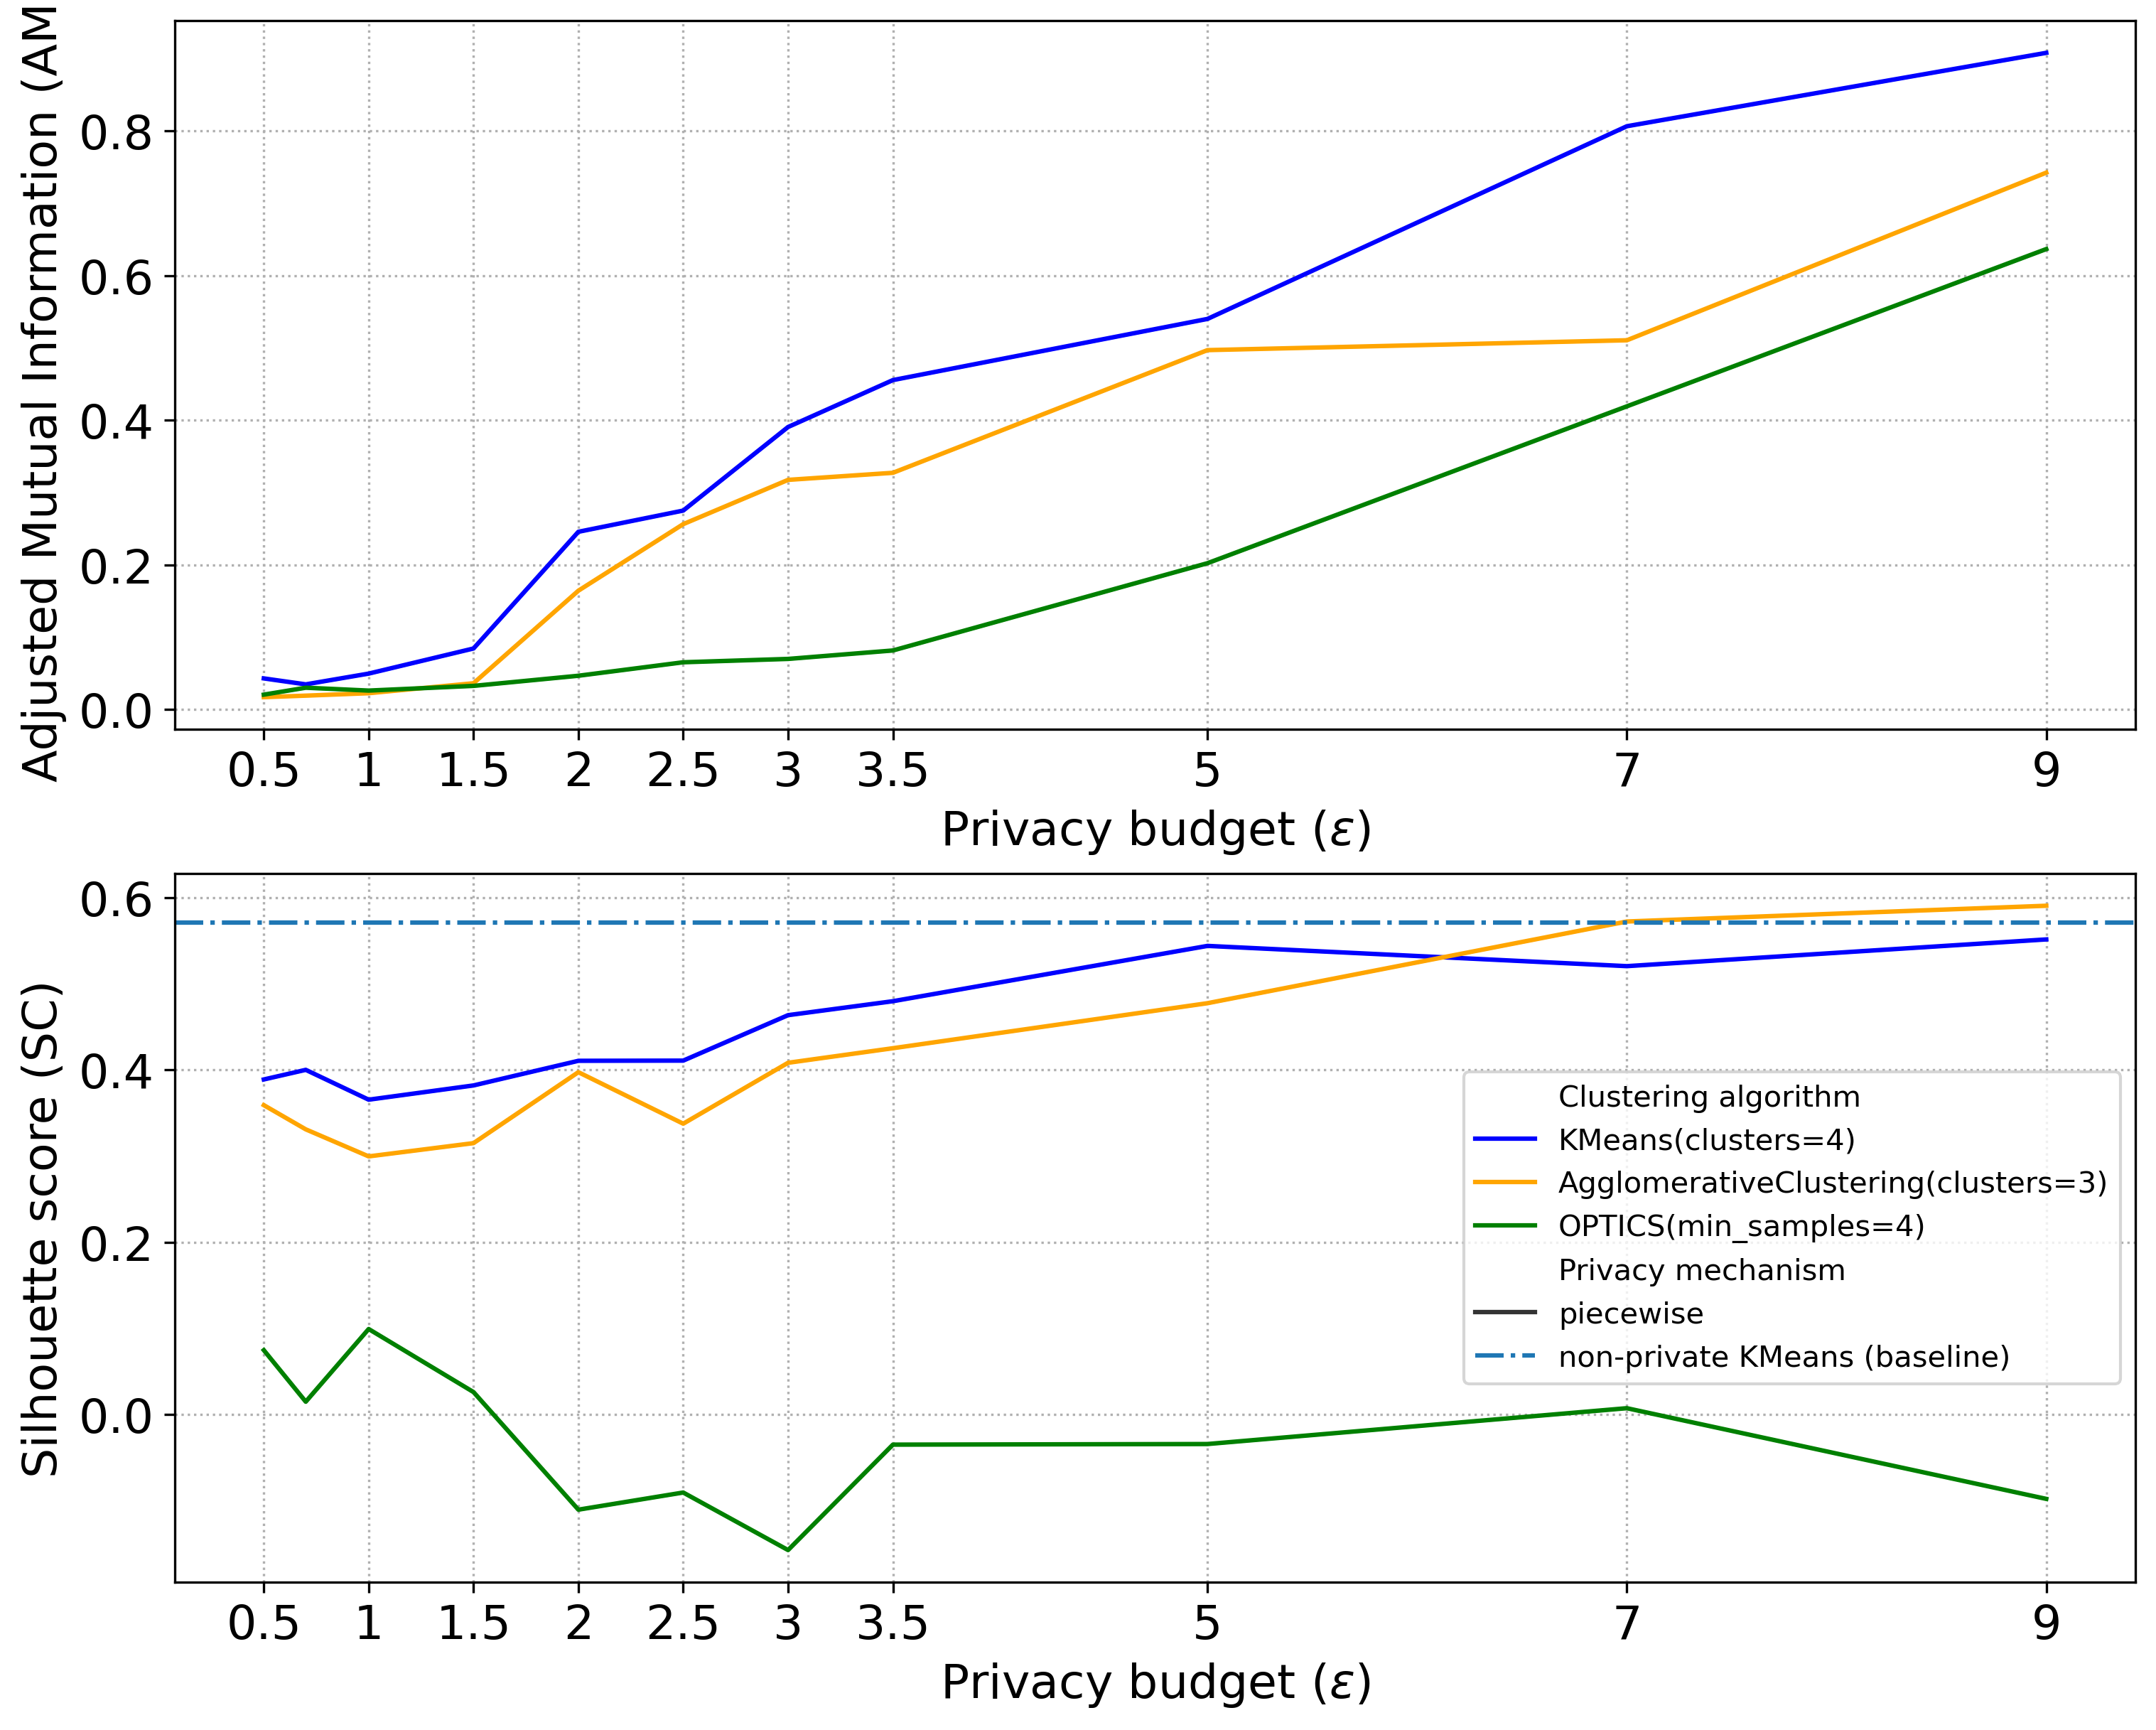 Adjusted Mutual Information (AM
0.8
0.6
0.4
0.2
0.0
0.5 1 1.5 2 2.5 3 3.5 5 7 9
Privacy budget (ε)
Silhouette score (SC)
0.6
0.4
0.2
0.0
Clustering algorithm
KMeans(clusters=4)
AgglomerativeClustering(clusters=3)
OPTICS(min_samples=4)
Privacy mechanism
piecewise
non-private KMeans (baseline)
0.5 1 1.5 2 2.5 3 3.5 5 7 9
Privacy budget (ε)